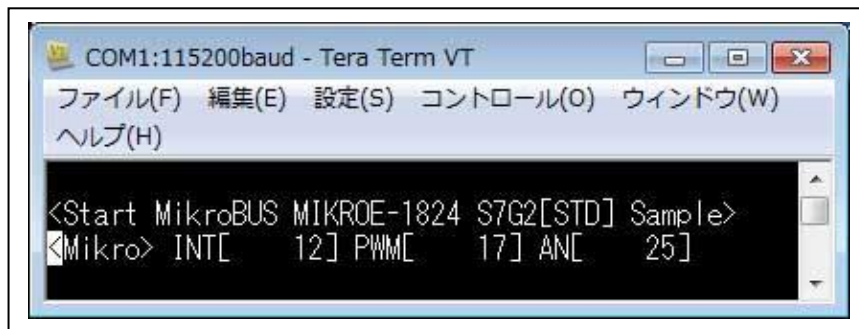 COM1:115200baud - Tera Term VT
ファイル(F) 編集(E) 設定(S) コントロール(O) ウィンドウ(W)
ヘルプ(H)
<Start MikroBUS MIKROE-1824 S7G2[STD] Sample>
<Mikro> INT[    12] PWM[    17] AN[    25]